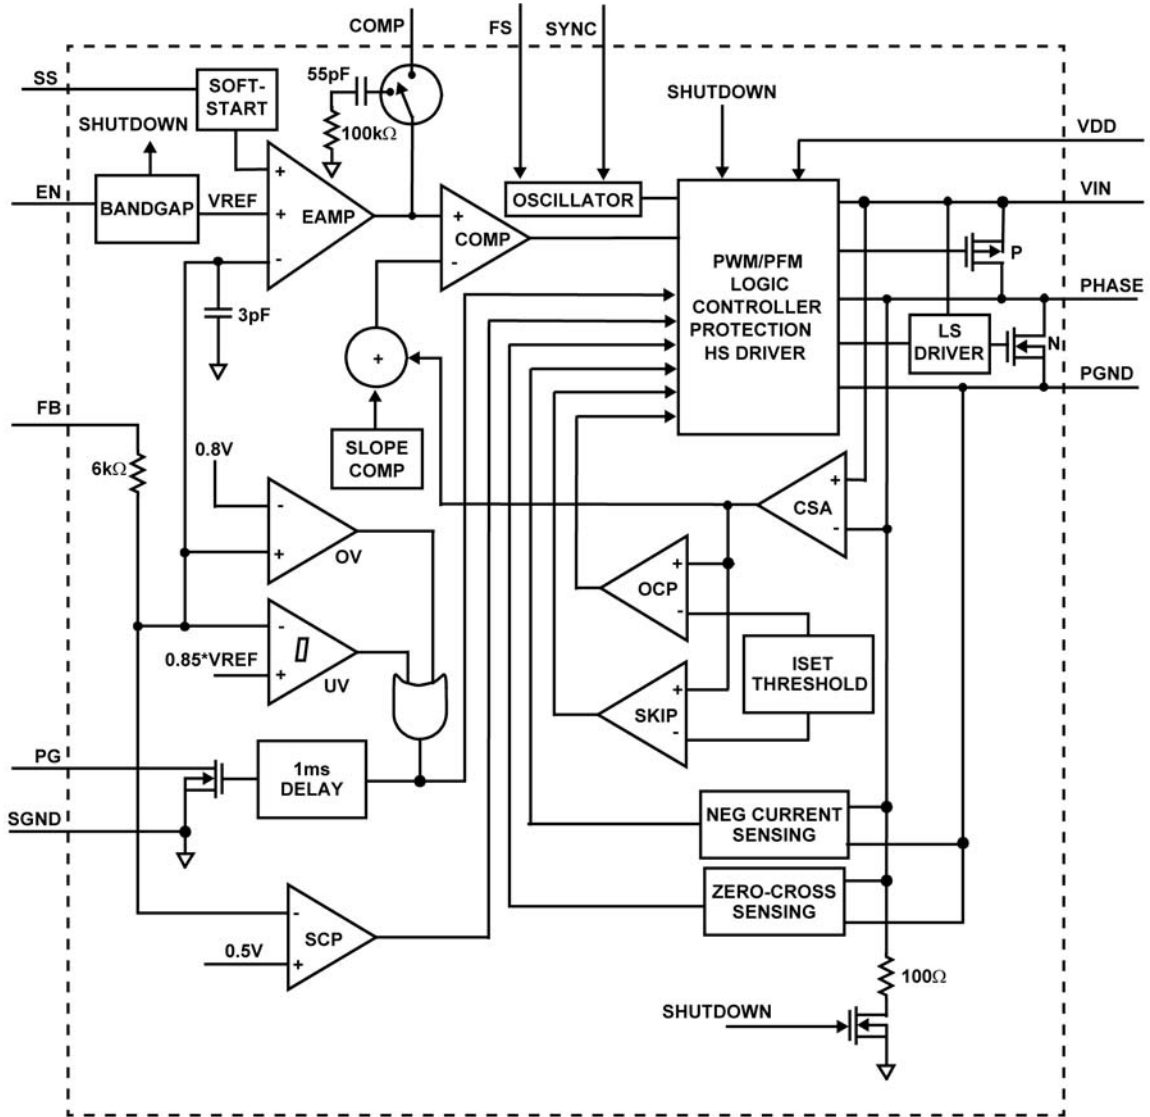 COMP
FS
SYNC
SS
SOFT-
START
55pF
100kΩ
SHUTDOWN
SHUTDOWN
VDD
EN
BANDGAP
VREF
+
+
-
EAMP
+
-
COMP
OSCILLATOR
VIN
P
PWM/PFM
LOGIC
CONTROLLER
PROTECTION
HS DRIVER
PHASE
3pF
LS
DRIVER
N
+
PGND
FB
SLOPE
COMP
6kΩ
0.8V
-
+
OV
+
-
CSA
+
-
OCP
-
+
UV
0.85*VREF
ISET
THRESHOLD
+
-
SKIP
PG
1ms
DELAY
SGND
NEG CURRENT
SENSING
ZERO-CROSS
SENSING
-
+
SCP
0.5V
100Ω
SHUTDOWN